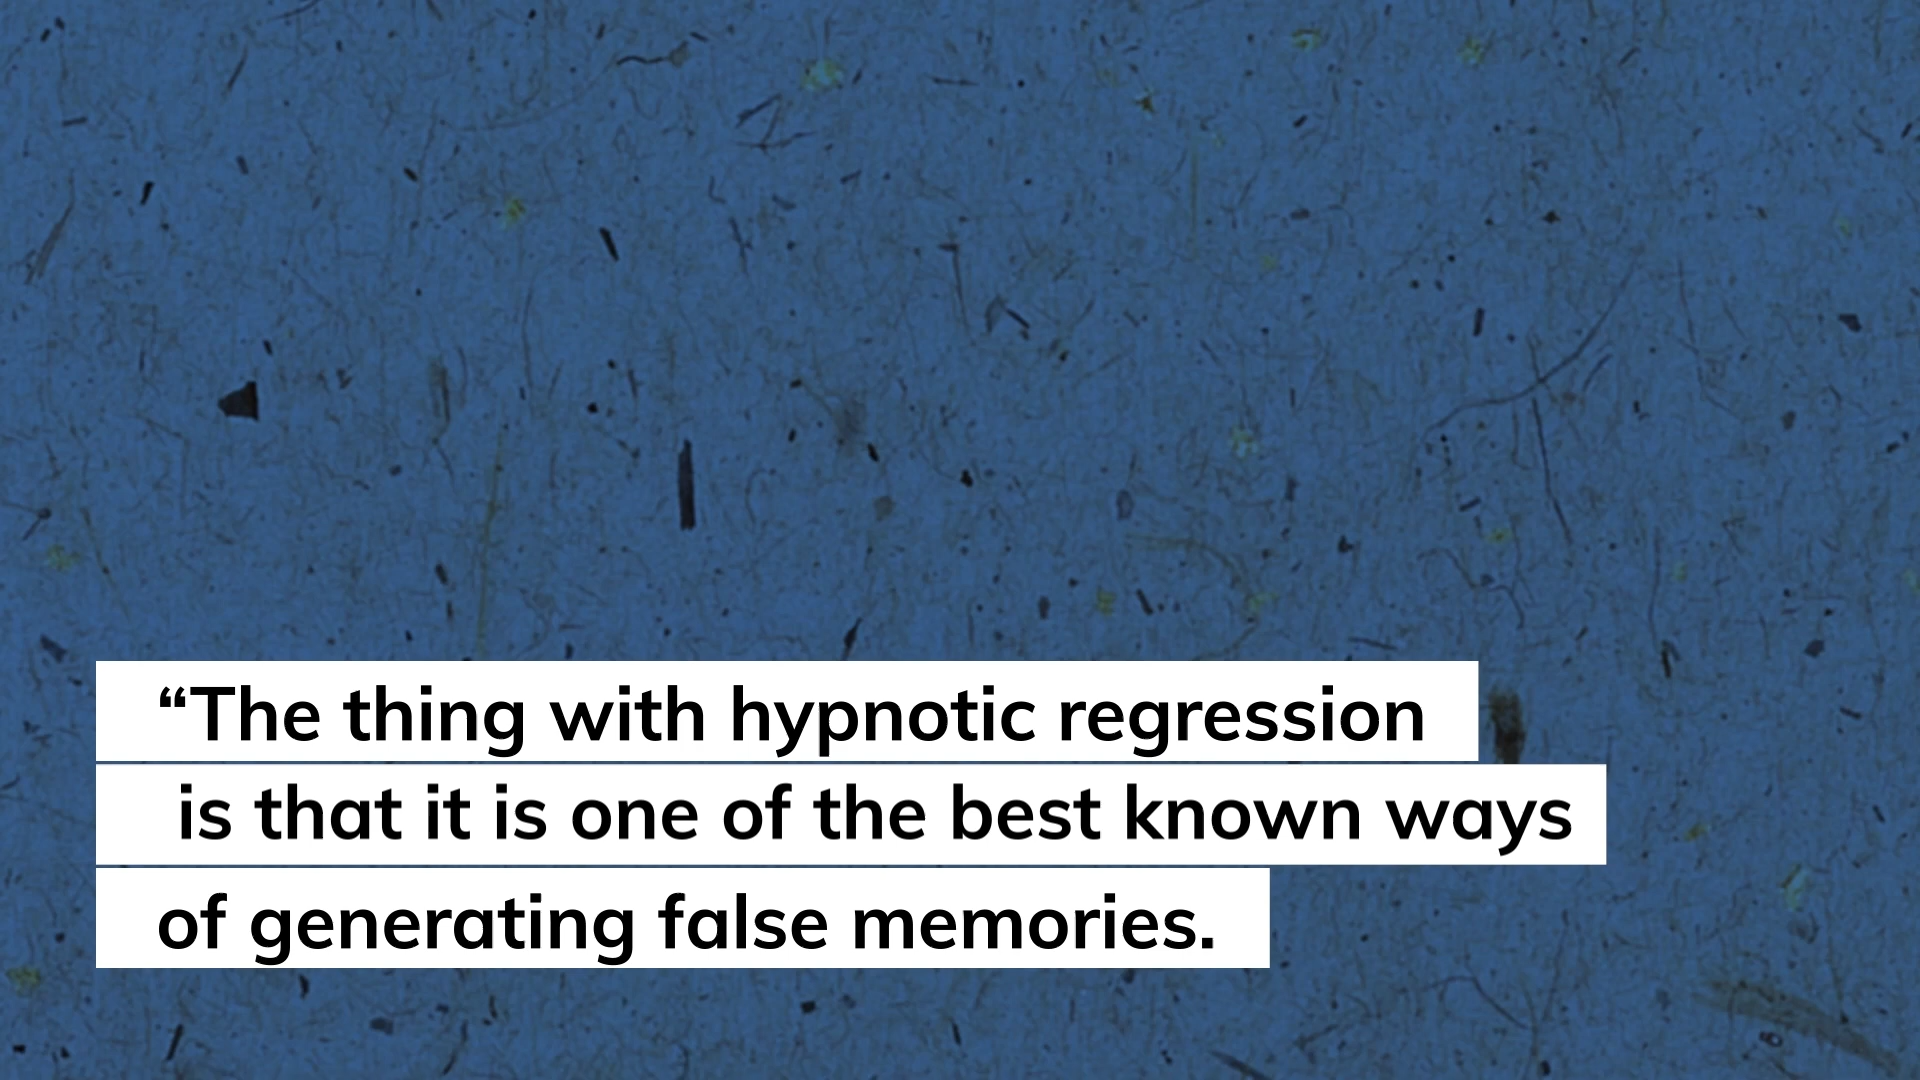 “The thing with hypnotic regression
is that it is one of the best known ways
of generating false memories.